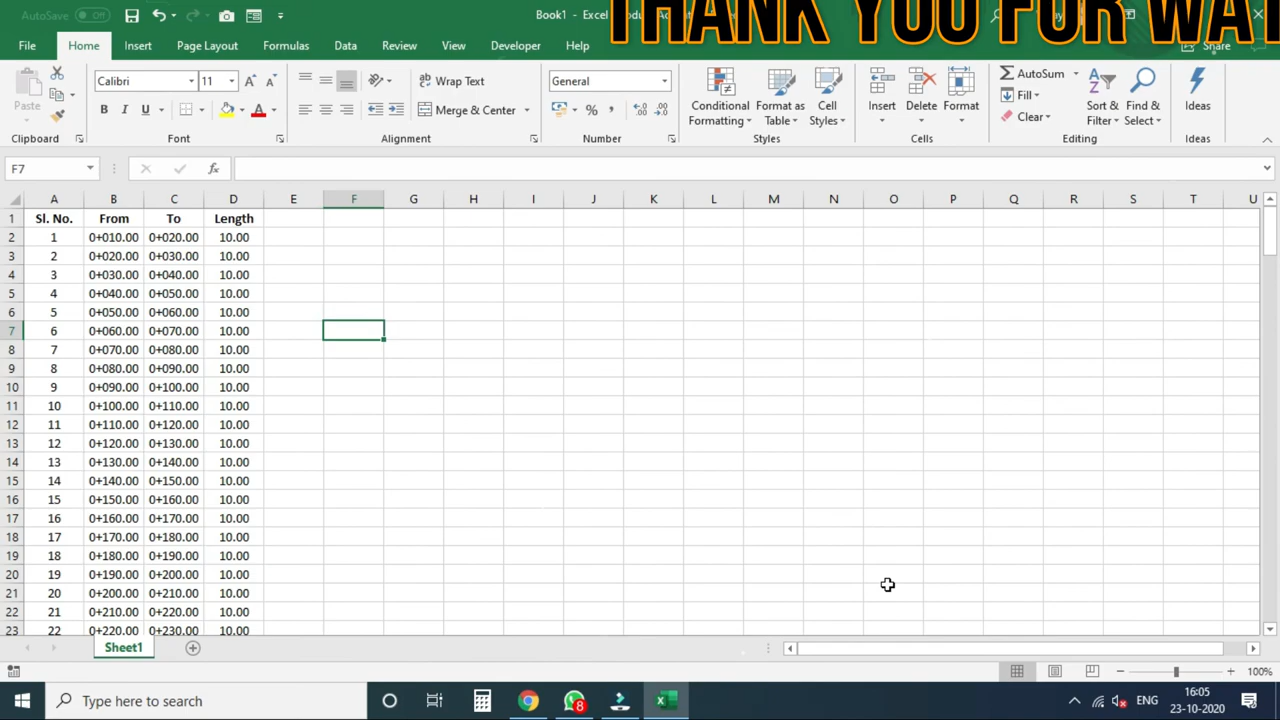 AutoSave Off
Book1 - Excel
THANK YOU FOR WAT
File Home Insert Page Layout Formulas Data Review View Developer Help Share
Paste
Calibri 11
Wrap Text
General
Merge & Center
Conditional Formatting
Format as Table
Cell Styles
Insert
Delete
Format
AutoSum
Fill
Clear
Sort & Filter
Find & Select
Ideas
Clipboard Font Alignment Number Styles Cells Editing Ideas
F7 fx
A B C D E F G H I J K L M N O P Q R S T U
1 Sl. No. From To Length
2 1 0+010.00 0+020.00 10.00
3 2 0+020.00 0+030.00 10.00
4 3 0+030.00 0+040.00 10.00
5 4 0+040.00 0+050.00 10.00
6 5 0+050.00 0+060.00 10.00
7 6 0+060.00 0+070.00 10.00
8 7 0+070.00 0+080.00 10.00
9 8 0+080.00 0+090.00 10.00
10 9 0+090.00 0+100.00 10.00
11 10 0+100.00 0+110.00 10.00
12 11 0+110.00 0+120.00 10.00
13 12 0+120.00 0+130.00 10.00
14 13 0+130.00 0+140.00 10.00
15 14 0+140.00 0+150.00 10.00
16 15 0+150.00 0+160.00 10.00
17 16 0+160.00 0+170.00 10.00
18 17 0+170.00 0+180.00 10.00
19 18 0+180.00 0+190.00 10.00
20 19 0+190.00 0+200.00 10.00
21 20 0+200.00 0+210.00 10.00
22 21 0+210.00 0+220.00 10.00
23 22 0+220.00 0+230.00 10.00
Sheet1
100%
Type here to search
8
ENG
16:05
23-10-2020